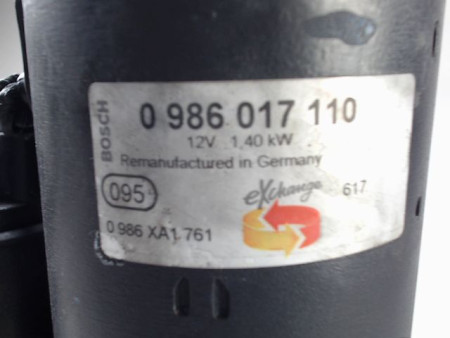 BOSCH
0 986 017 110
12V 1,40 kW
Remanufactured in Germany
095
eXchange 617
0 986 XA1 761